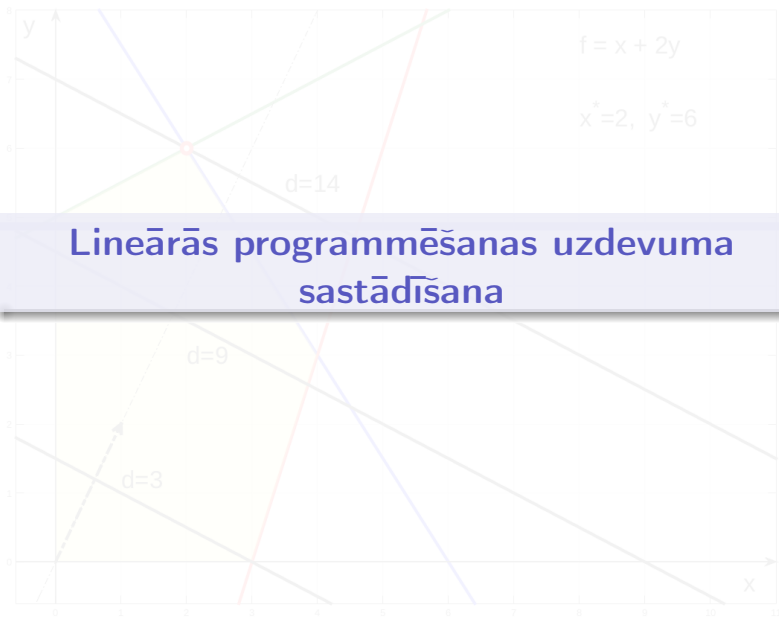 y
f = x + 2y
x*=2, y*=6
d=14
Lineārās programmēšanas uzdevuma
sastādīšana
d=9
d=3
x